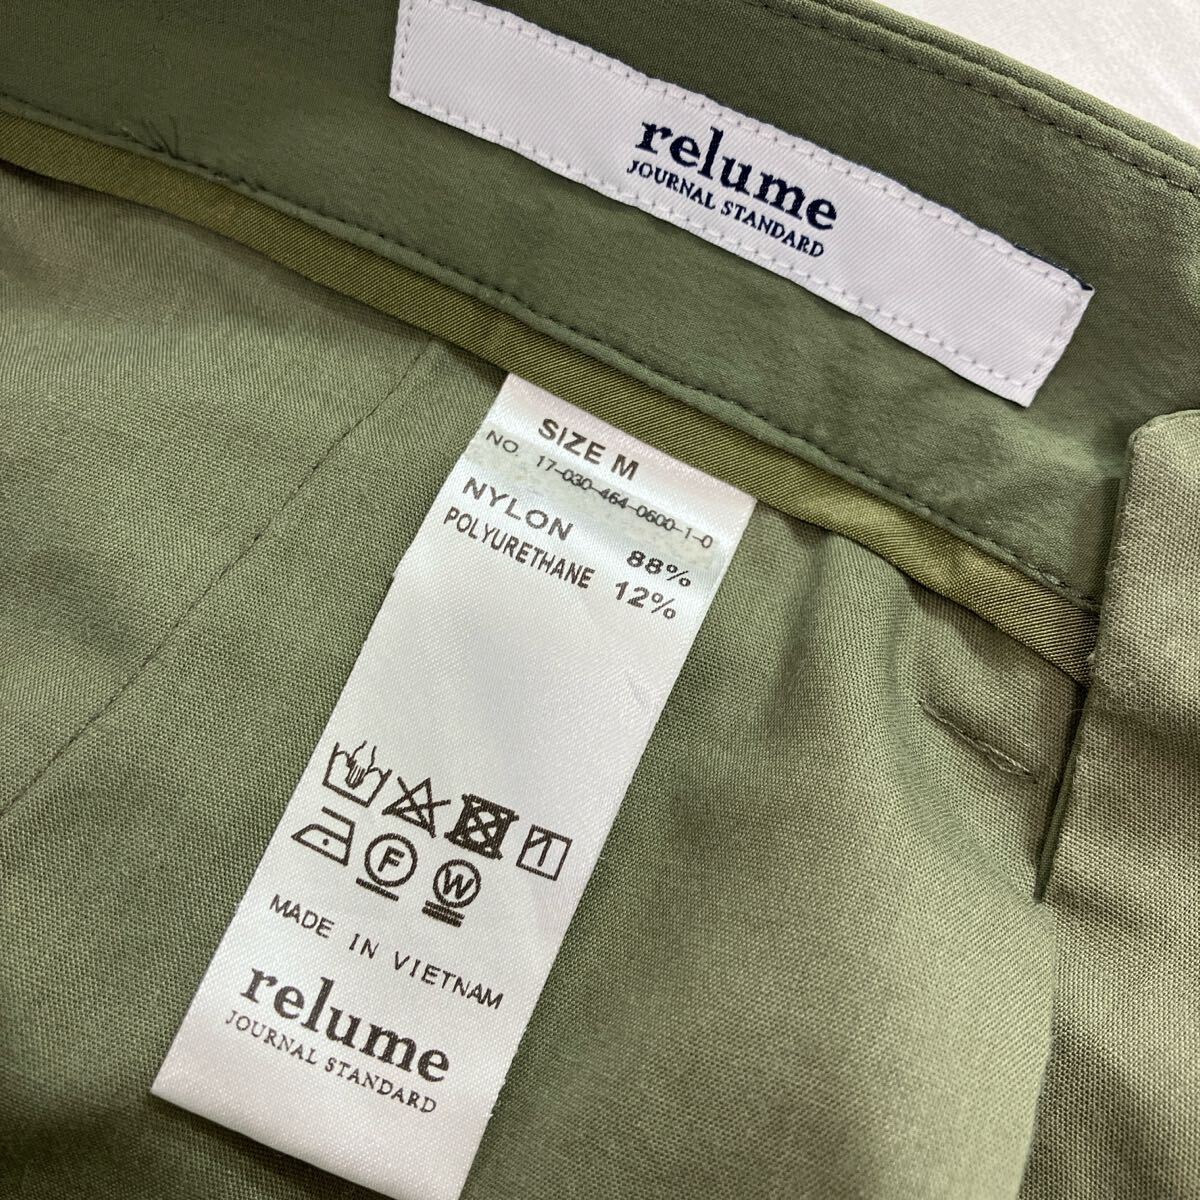 relume
JOURNAL STANDARD
SIZE M
NO. 17-030-464-0600-1-0
NYLON 88%
POLYURETHANE 12%
F
W
MADE IN VIETNAM
relume
JOURNAL STANDARD